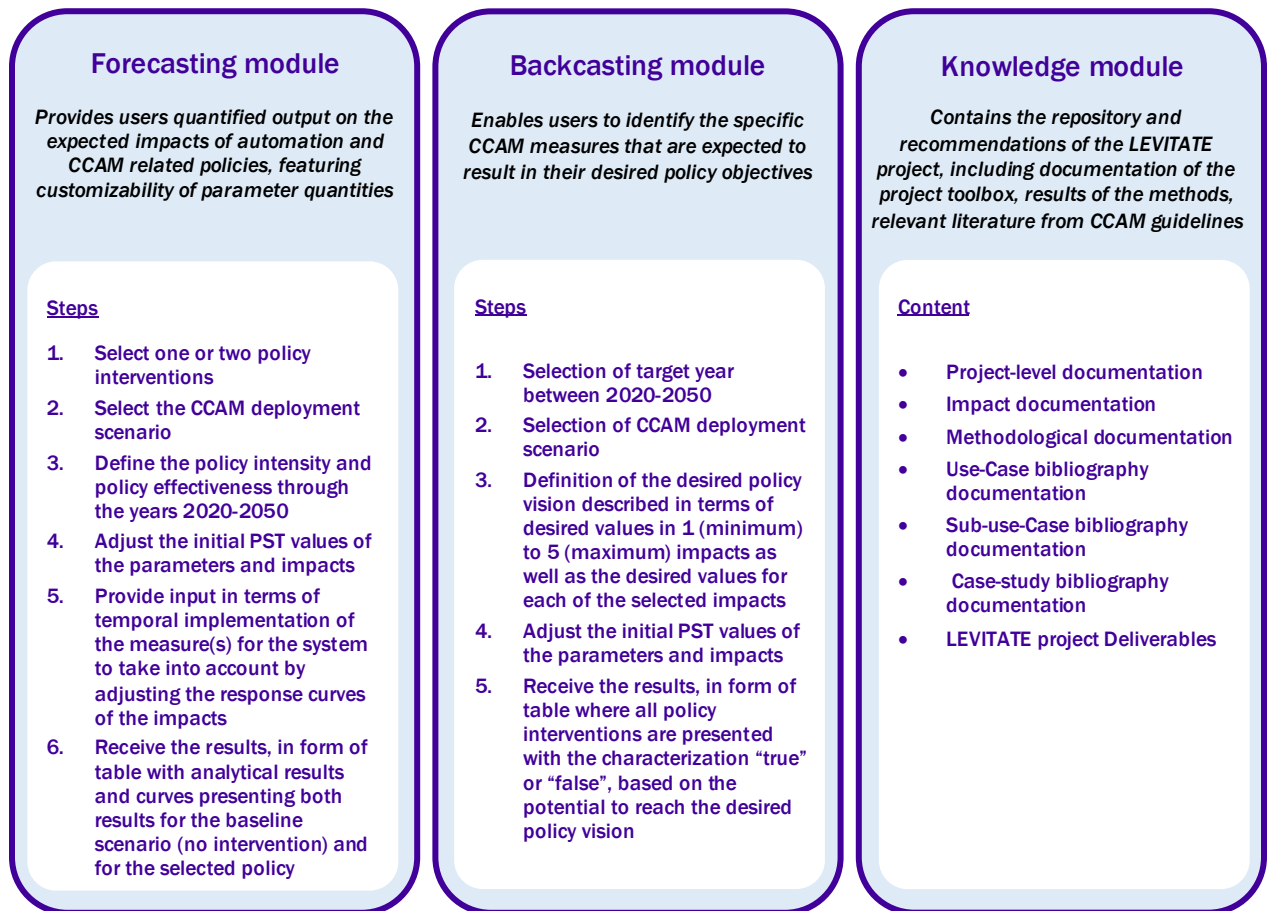 Forecasting module
Provides users quantified output on the
expected impacts of automation and
CCAM related policies, featuring
customizability of parameter quantities
Steps
1. Select one or two policy
interventions
2. Select the CCAM deployment
scenario
3. Define the policy intensity and
policy effectiveness through
the years 2020-2050
4. Adjust the initial PST values of
the parameters and impacts
5. Provide input in terms of
temporal implementation of
the measure(s) for the system
to take into account by
adjusting the response curves
of the impacts
6. Receive the results, in form of
table with analytical results
and curves presenting both
results for the baseline
scenario (no intervention) and
for the selected policy
Backcasting module
Enables users to identify the specific
CCAM measures that are expected to
result in their desired policy objectives
Steps
1. Selection of target year
between 2020-2050
2. Selection of CCAM deployment
scenario
3. Definition of the desired policy
vision described in terms of
desired values in 1 (minimum)
to 5 (maximum) impacts as
well as the desired values for
each of the selected impacts
4. Adjust the initial PST values of
the parameters and impacts
5. Receive the results, in form of
table where all policy
interventions are presented
with the characterization “true”
or “false”, based on the
potential to reach the desired
policy vision
Knowledge module
Contains the repository and
recommendations of the LEVITATE
project, including documentation of the
project toolbox, results of the methods,
relevant literature from CCAM guidelines
Content
• Project-level documentation
• Impact documentation
• Methodological documentation
• Use-Case bibliography
documentation
• Sub-use-Case bibliography
documentation
• Case-study bibliography
documentation
• LEVITATE project Deliverables